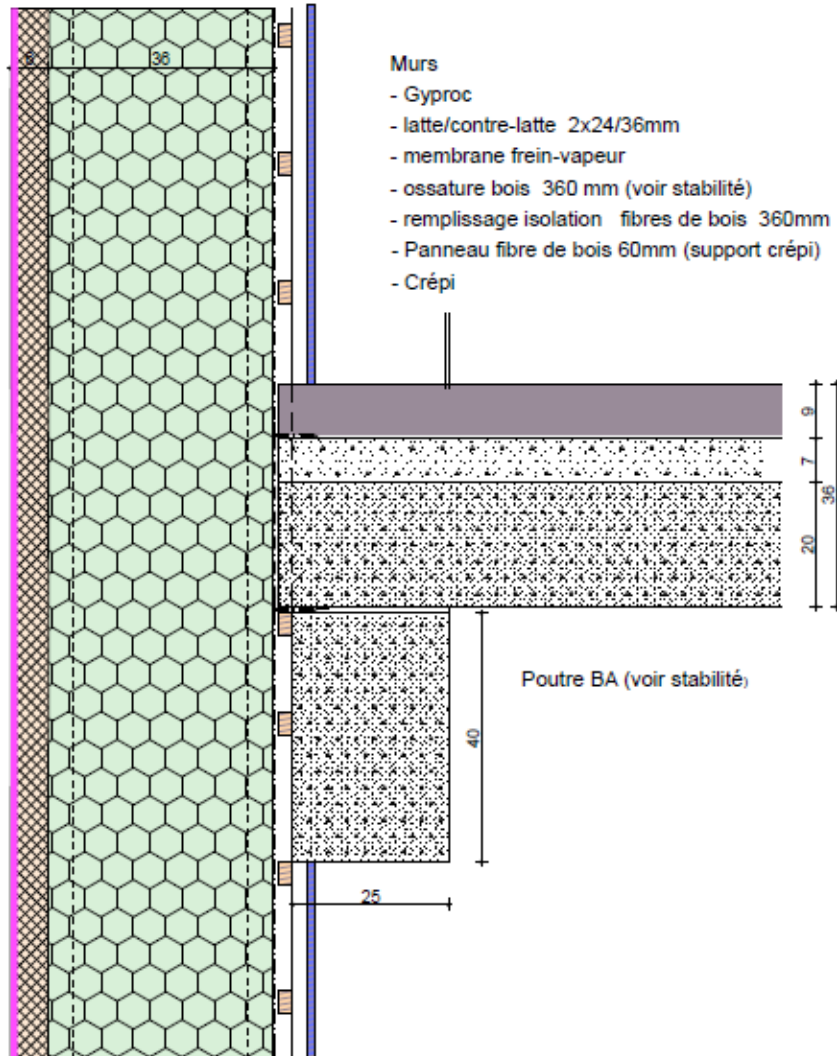 6
36
Murs
- Gyproc
- latte/contre-latte 2x24/36mm
- membrane frein-vapeur
- ossature bois 360 mm (voir stabilité)
- remplissage isolation fibres de bois 360mm
- Panneau fibre de bois 60mm (support crépi)
- Crépi
9
7
36
20
Poutre BA (voir stabilité)
40
25